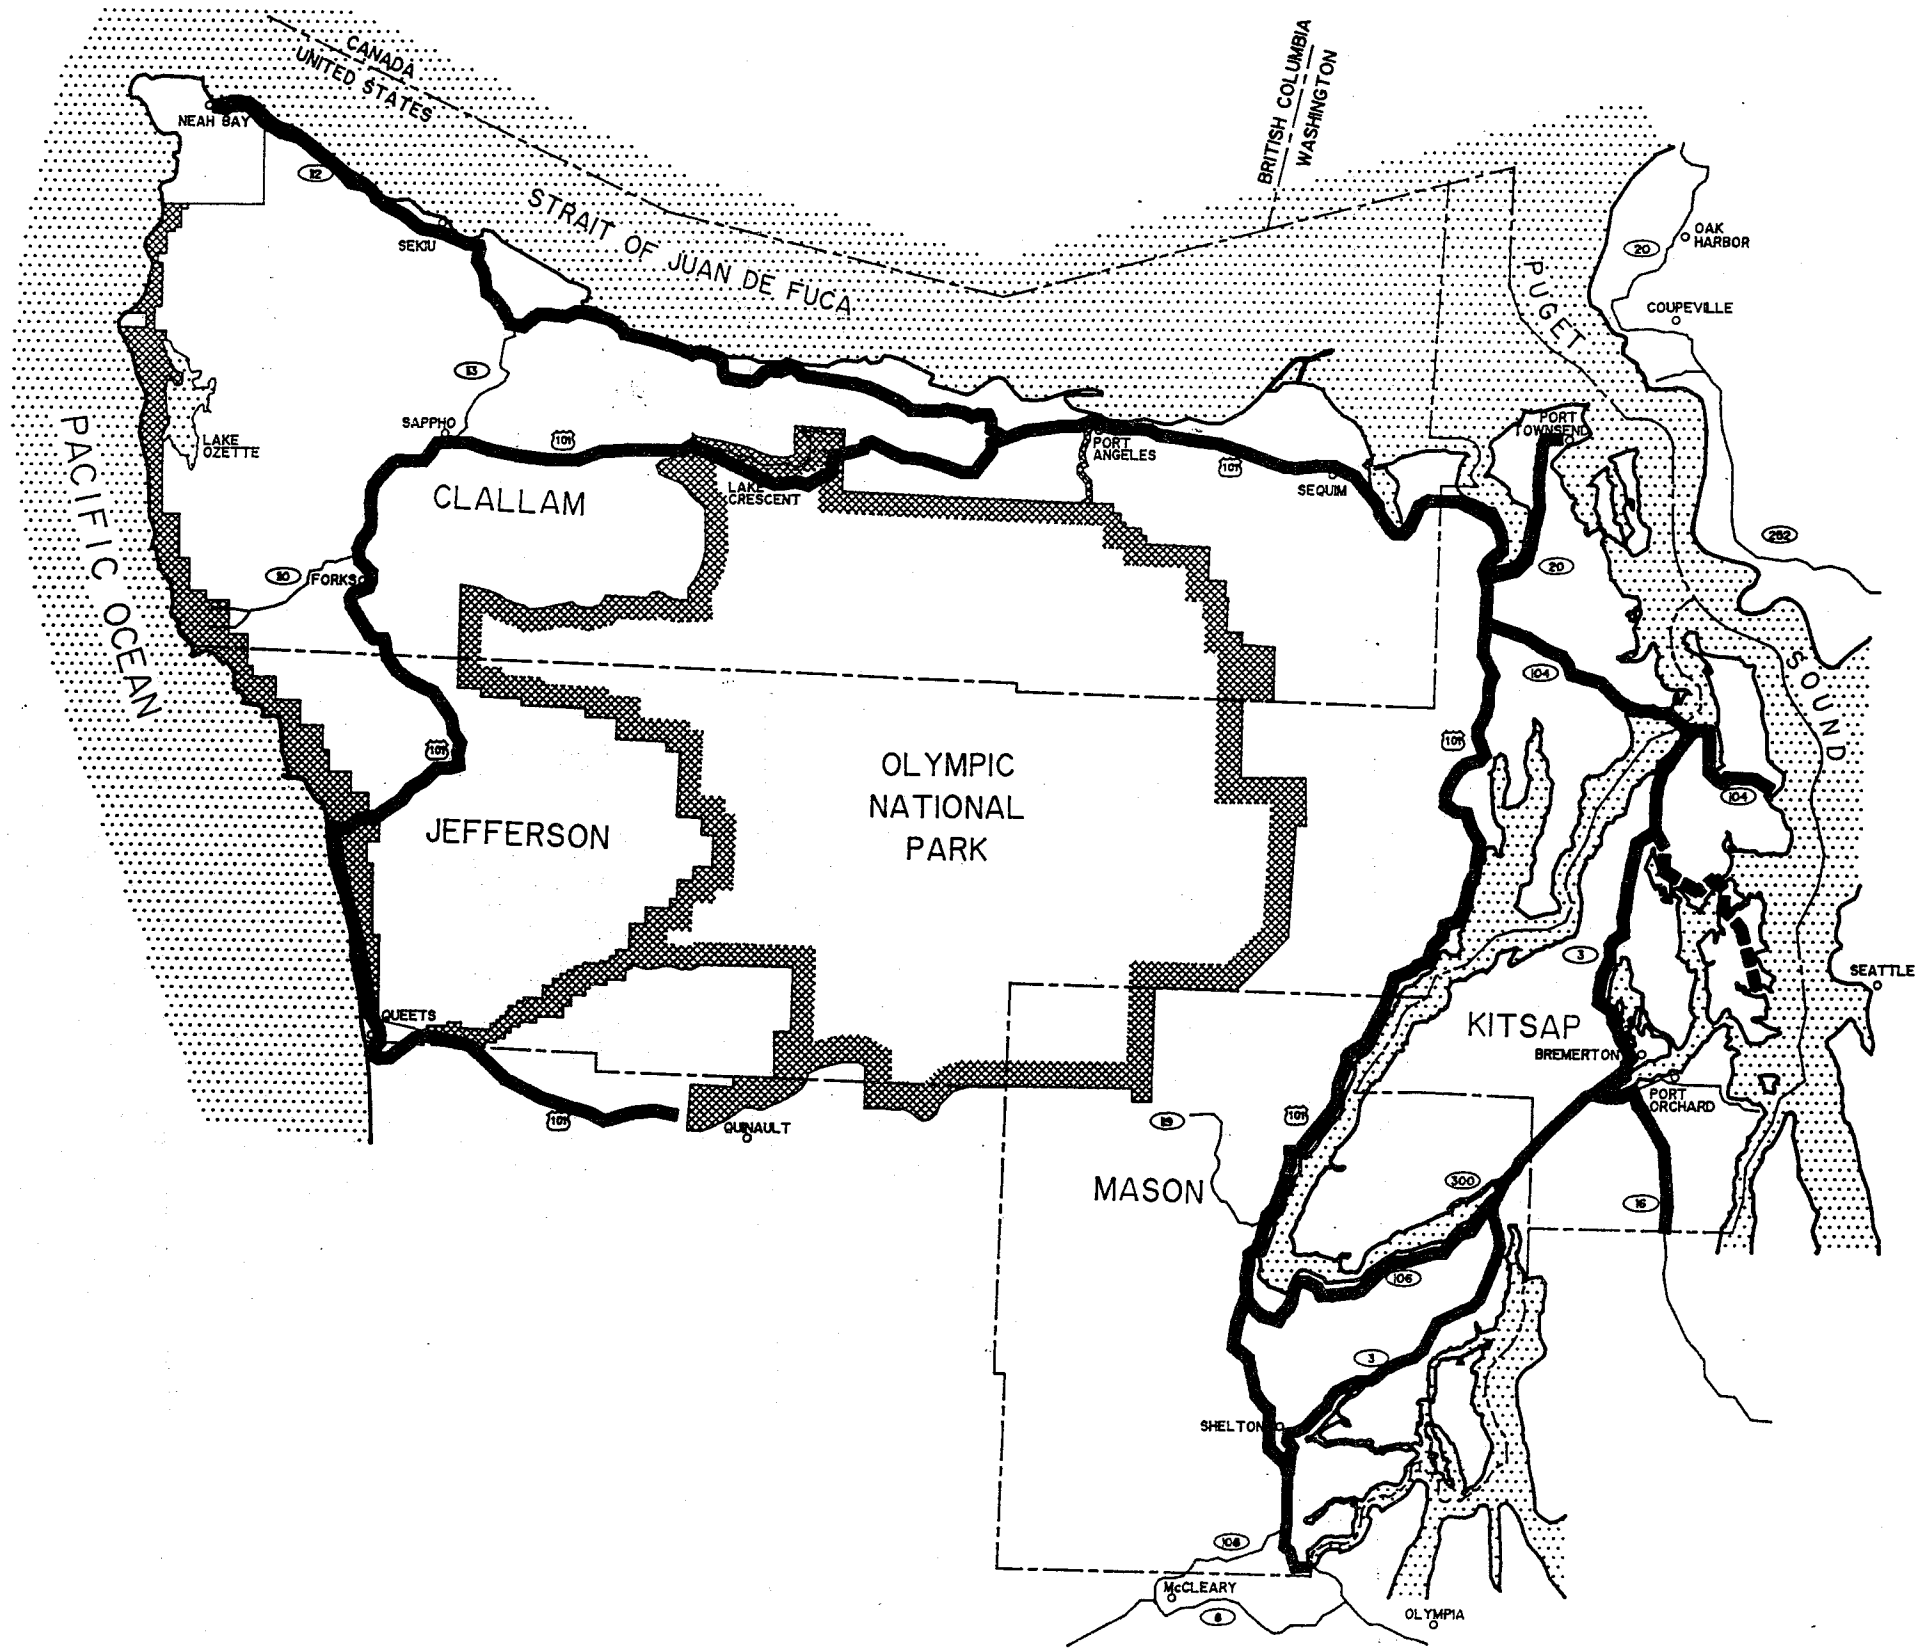 CANADA
UNITED STATES
BRITISH COLUMBIA
WASHINGTON
NEAH BAY
112
STRAIT OF JUAN DE FUCA
SEKIU
PUGET
SOUND
20
OAK
HARBOR
COUPEVILLE
113
SAPPHO
101
LAKE
OZETTE
PORT
TOWNSEND
PORT
ANGELES
101
SEQUIM
LAKE
CRESCENT
CLALLAM
PACIFIC OCEAN
110
FORKS
20
104
101
101
OLYMPIC
NATIONAL
PARK
JEFFERSON
104
3
SEATTLE
QUEETS
KITSAP
BREMERTON
PORT
ORCHARD
101
QUINAULT
119
101
MASON
300
16
106
3
SHELTON
108
McCLEARY
8
OLYMPIA